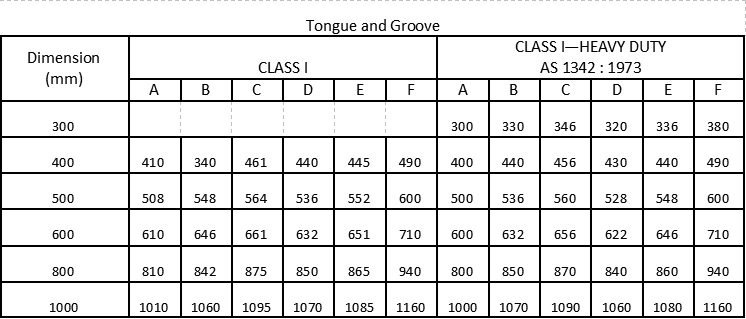 Tongue and Groove
Dimension (mm) CLASS I CLASS I—HEAVY DUTY AS 1342 : 1973
A B C D E F A B C D E F
300 300 330 346 320 336 380
400 410 340 461 440 445 490 400 440 456 430 440 490
500 508 548 564 536 552 600 500 536 560 528 548 600
600 610 646 661 632 651 710 600 632 656 622 646 710
800 810 842 875 850 865 940 800 850 870 840 860 940
1000 1010 1060 1095 1070 1085 1160 1000 1070 1090 1060 1080 1160